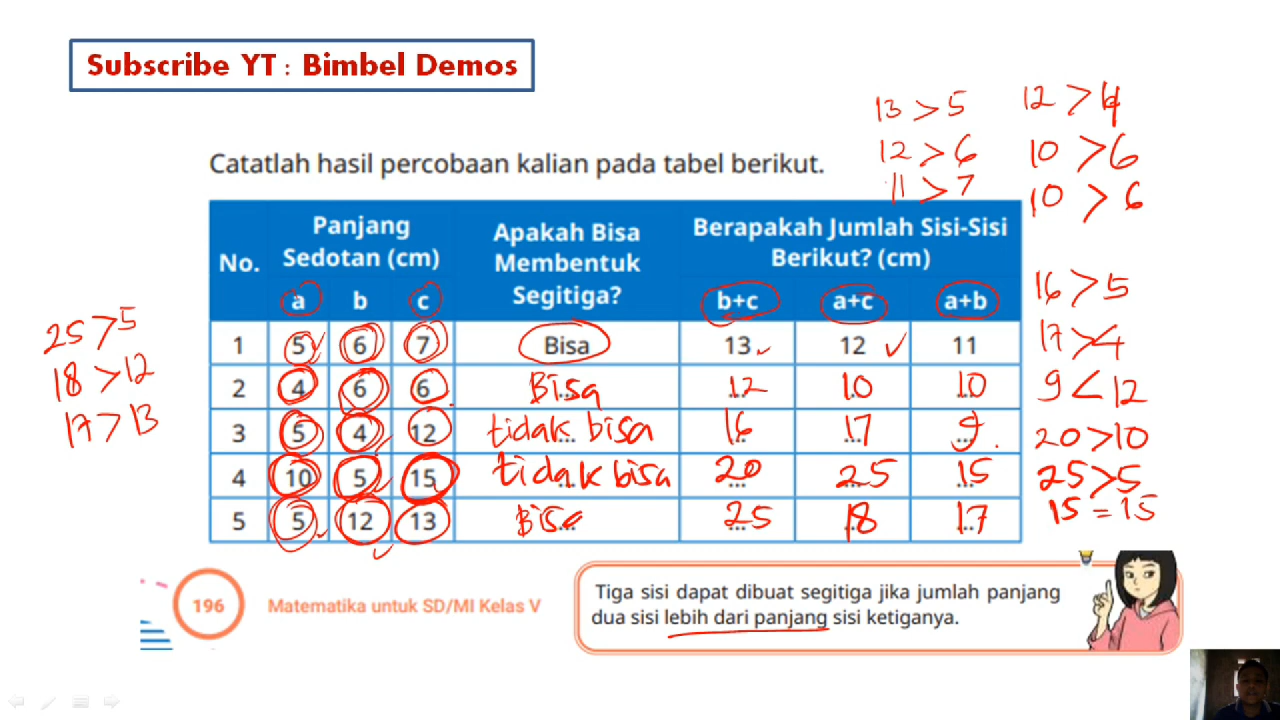 Subscribe YT : Bimbel Demos
13 > 5
12 > 6
11 > 7
12 > 4
10 > 6
10 > 6
Catatlah hasil percobaan kalian pada tabel berikut.
No. Panjang Sedotan (cm) Apakah Bisa Membentuk Segitiga? Berapakah Jumlah Sisi-Sisi Berikut? (cm)
a b c b+c a+c a+b
1 5 6 7 Bisa 13 12 11
2 4 6 6 Bisa 12 10 10
3 5 4 12 tidak bisa 16 17 9
4 10 5 15 tidak bisa 20 25 15
5 5 12 13 Bisa 25 18 17
25 > 5
18 > 12
17 > 13
16 > 5
17 > 4
9 < 12
20 > 10
25 > 5
15 = 15
196 Matematika untuk SD/MI Kelas V
Tiga sisi dapat dibuat segitiga jika jumlah panjang
dua sisi lebih dari panjang sisi ketiganya.